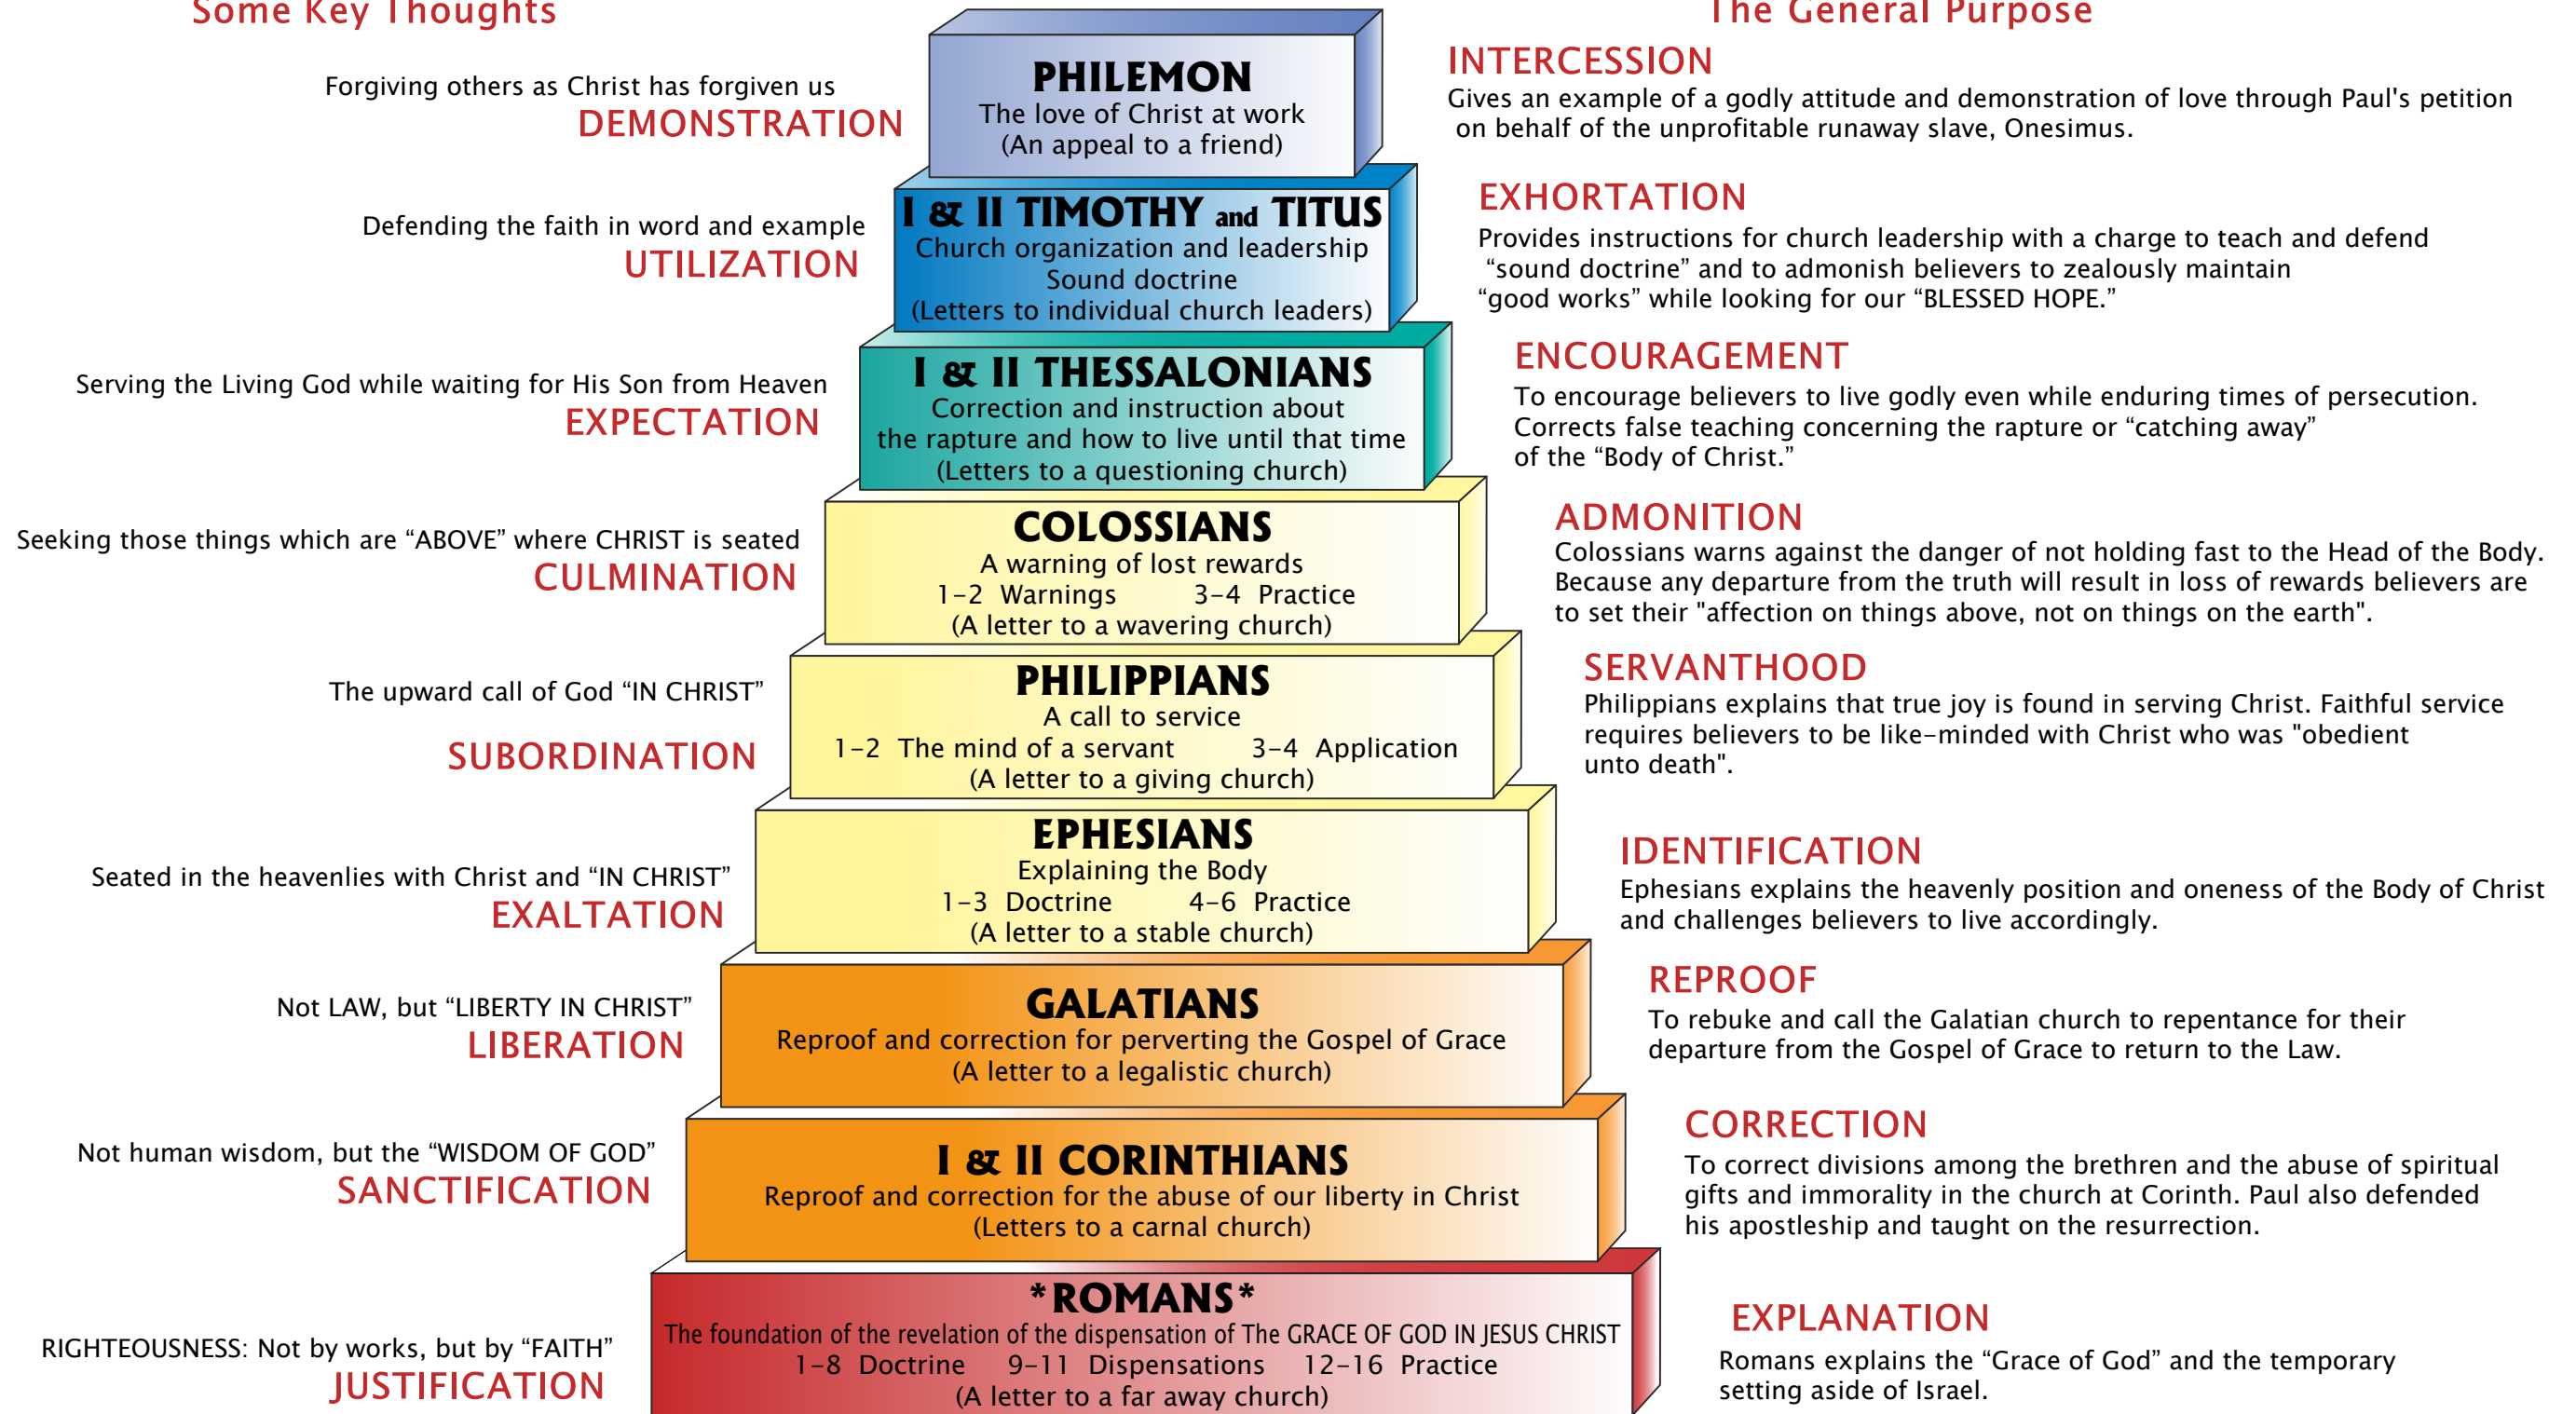 Some Key Thoughts
The General Purpose
Forgiving others as Christ has forgiven us
DEMONSTRATION
PHILEMON
The love of Christ at work
(An appeal to a friend)
INTERCESSION
Gives an example of a godly attitude and demonstration of love through Paul's petition
on behalf of the unprofitable runaway slave, Onesimus.
Defending the faith in word and example
UTILIZATION
I & II TIMOTHY and TITUS
Church organization and leadership
Sound doctrine
(Letters to individual church leaders)
EXHORTATION
Provides instructions for church leadership with a charge to teach and defend
“sound doctrine” and to admonish believers to zealously maintain
“good works” while looking for our “BLESSED HOPE.”
Serving the Living God while waiting for His Son from Heaven
EXPECTATION
I & II THESSALONIANS
Correction and instruction about
the rapture and how to live until that time
(Letters to a questioning church)
ENCOURAGEMENT
To encourage believers to live godly even while enduring times of persecution.
Corrects false teaching concerning the rapture or “catching away”
of the “Body of Christ.”
Seeking those things which are “ABOVE” where CHRIST is seated
CULMINATION
COLOSSIANS
A warning of lost rewards
1-2 Warnings 3-4 Practice
(A letter to a wavering church)
ADMONITION
Colossians warns against the danger of not holding fast to the Head of the Body.
Because any departure from the truth will result in loss of rewards believers are
to set their "affection on things above, not on things on the earth".
The upward call of God “IN CHRIST”
SUBORDINATION
PHILIPPIANS
A call to service
1-2 The mind of a servant 3-4 Application
(A letter to a giving church)
SERVANTHOOD
Philippians explains that true joy is found in serving Christ. Faithful service
requires believers to be like-minded with Christ who was "obedient
unto death".
Seated in the heavenlies with Christ and “IN CHRIST”
EXALTATION
EPHESIANS
Explaining the Body
1-3 Doctrine 4-6 Practice
(A letter to a stable church)
IDENTIFICATION
Ephesians explains the heavenly position and oneness of the Body of Christ
and challenges believers to live accordingly.
Not LAW, but “LIBERTY IN CHRIST”
LIBERATION
GALATIANS
Reproof and correction for perverting the Gospel of Grace
(A letter to a legalistic church)
REPROOF
To rebuke and call the Galatian church to repentance for their
departure from the Gospel of Grace to return to the Law.
Not human wisdom, but the “WISDOM OF GOD”
SANCTIFICATION
I & II CORINTHIANS
Reproof and correction for the abuse of our liberty in Christ
(Letters to a carnal church)
CORRECTION
To correct divisions among the brethren and the abuse of spiritual
gifts and immorality in the church at Corinth. Paul also defended
his apostleship and taught on the resurrection.
RIGHTEOUSNESS: Not by works, but by “FAITH”
JUSTIFICATION
*ROMANS*
The foundation of the revelation of the dispensation of The GRACE OF GOD IN JESUS CHRIST
1-8 Doctrine 9-11 Dispensations 12-16 Practice
(A letter to a far away church)
EXPLANATION
Romans explains the “Grace of God” and the temporary
setting aside of Israel.